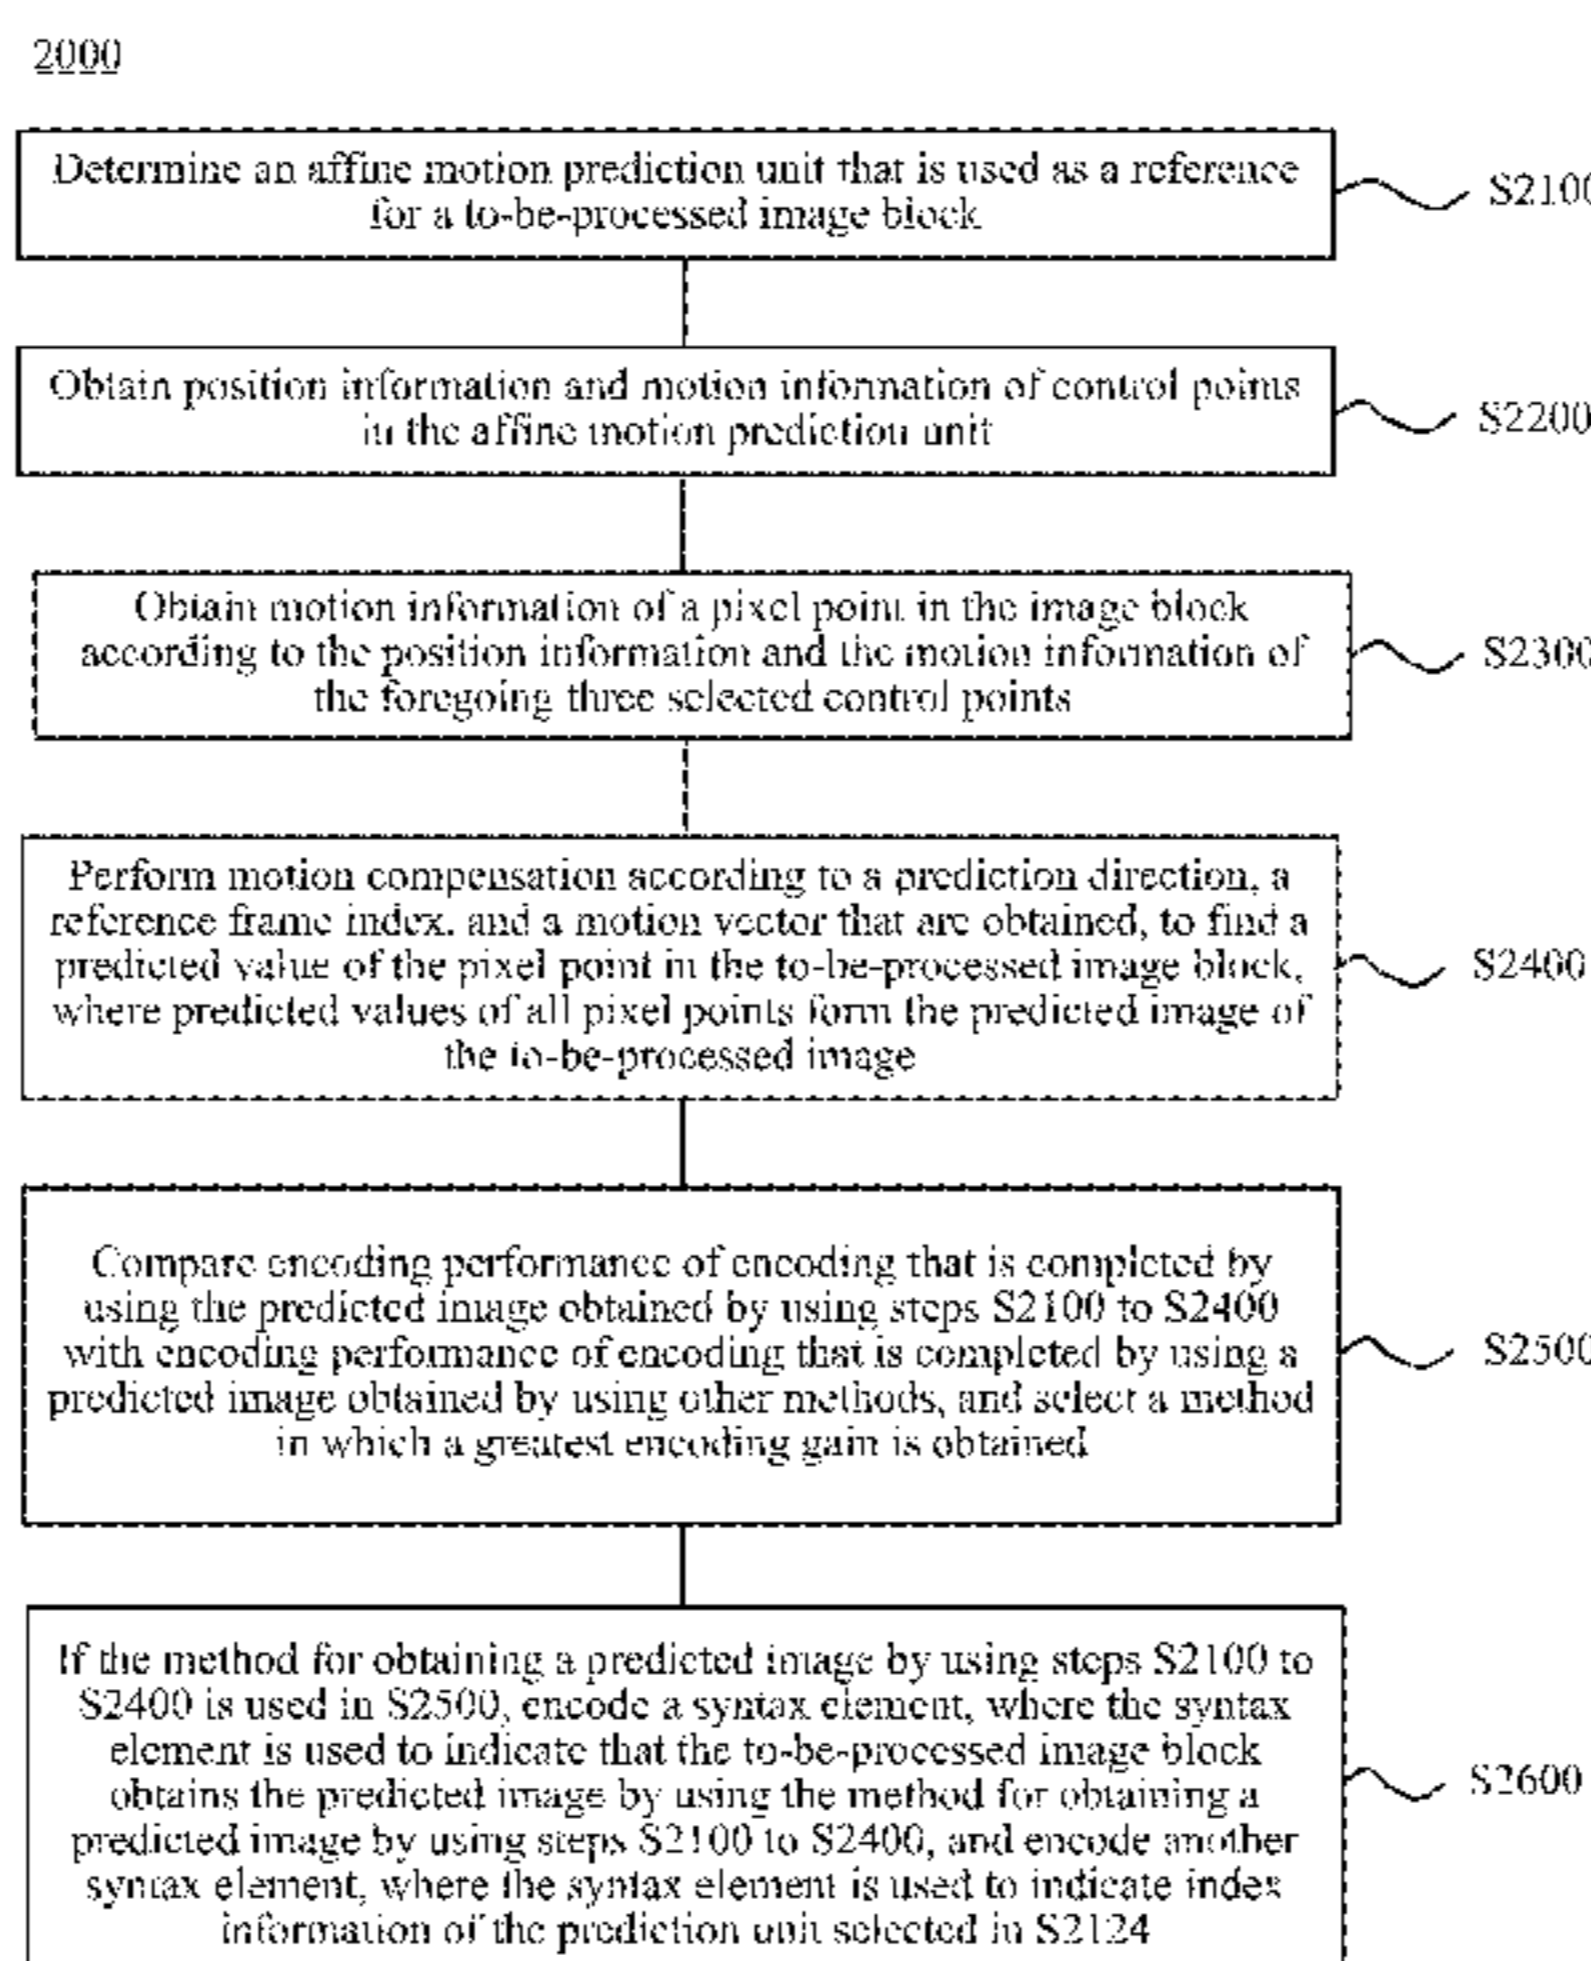 2000
Determine an affine motion prediction unit that is used as a reference
for a to-be-processed image block
S2100
Obtain position information and motion information of control points
in the affine motion prediction unit
S2200
Obtain motion information of a pixel point in the image block
according to the position information and the motion information of
the foregoing three selected control points
S2300
Perform motion compensation according to a prediction direction, a
reference frame index, and a motion vector that are obtained, to find a
predicted value of the pixel point in the to-be-processed image block,
where predicted values of all pixel points form the predicted image of
the to-be-processed image
S2400
Compare encoding performance of encoding that is completed by
using the predicted image obtained by using steps S2100 to S2400
with encoding performance of encoding that is completed by using a
predicted image obtained by using other methods, and select a method
in which a greatest encoding gain is obtained
S2500
If the method for obtaining a predicted image by using steps S2100 to
S2400 is used in S2500, encode a syntax element, where the syntax
element is used to indicate that the to-be-processed image block
obtains the predicted image by using the method for obtaining a
predicted image by using steps S2100 to S2400, and encode another
syntax element, where the syntax element is used to indicate index
information of the prediction unit selected in S2124
S2600